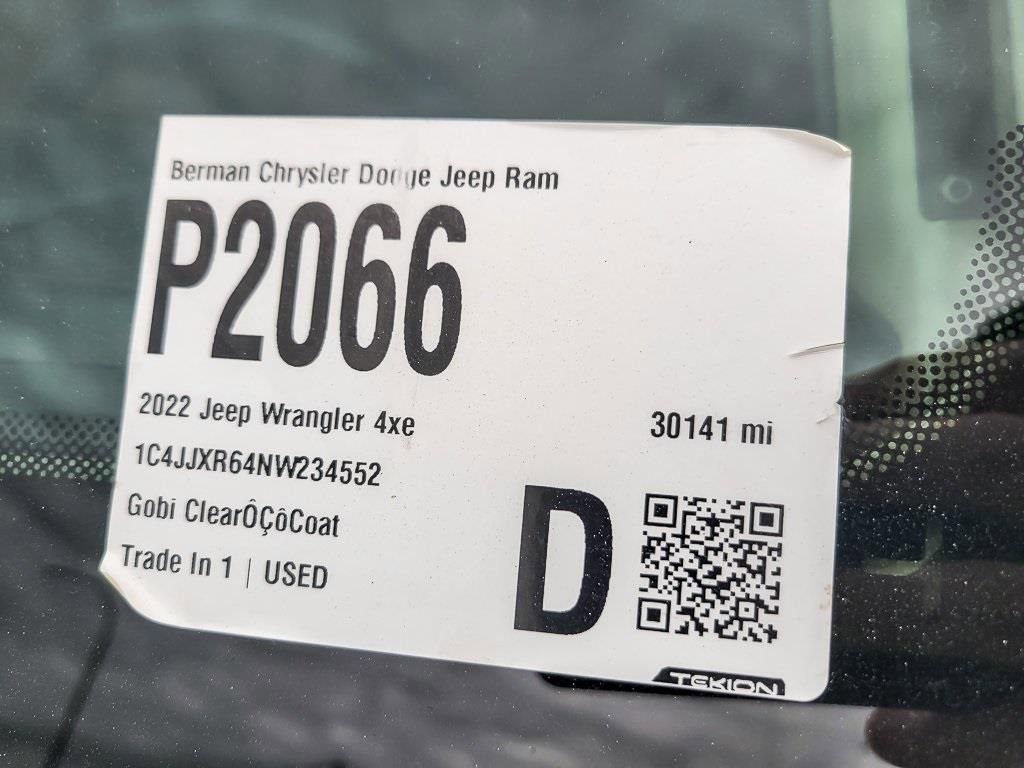 Berman Chrysler Dodge Jeep Ram
P2066
2022 Jeep Wrangler 4xe
30141 mi
1C4JJXR64NW234552
Gobi ClearÔÇôCoat
Trade In 1 | USED
D
TEKION